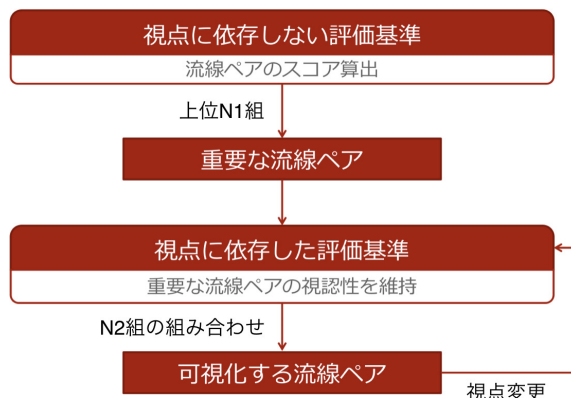 視点に依存しない評価基準
流線ペアのスコア算出
上位N1組
重要な流線ペア
視点に依存した評価基準
重要な流線ペアの視認性を維持
N2組の組み合わせ
可視化する流線ペア
視点変更